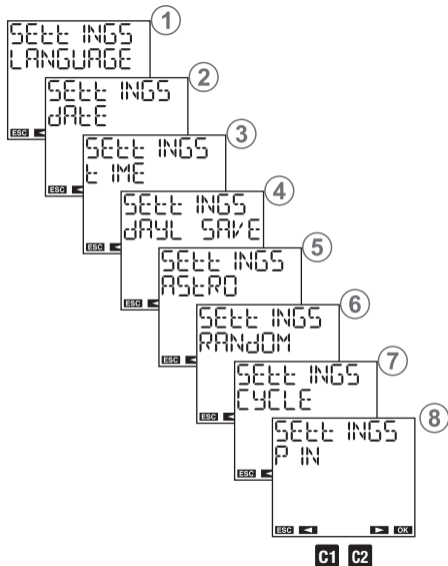 1
SEtt INGS
LANGUAGE
2
SEtt INGS
dAtE
ESC ◄
3
SEtt INGS
t IME
ESC ◄
4
SEtt INGS
dAYL SAVE
ESC ◄
5
SEtt INGS
AStRO
ESC ◄
6
SEtt INGS
RANdOM
ESC ◄
7
SEtt INGS
CYCLE
ESC ◄
8
SEtt INGS
P IN
ESC ◄
ESC ◄ ► OK
C1 C2